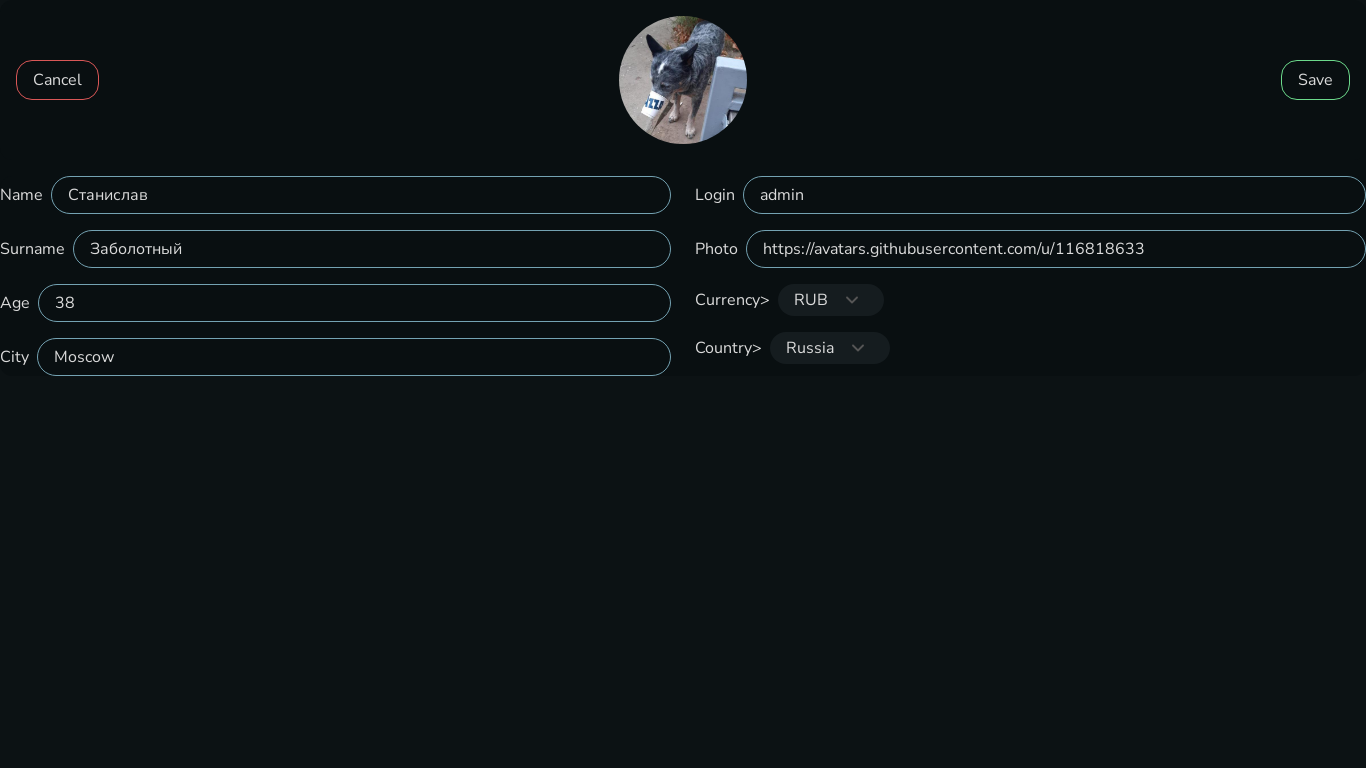 Cancel
Save
Name Станислав
Surname Заболотный
Age 38
City Moscow
Login admin
Photo https://avatars.githubusercontent.com/u/116818633
Currency> RUB
Country> Russia